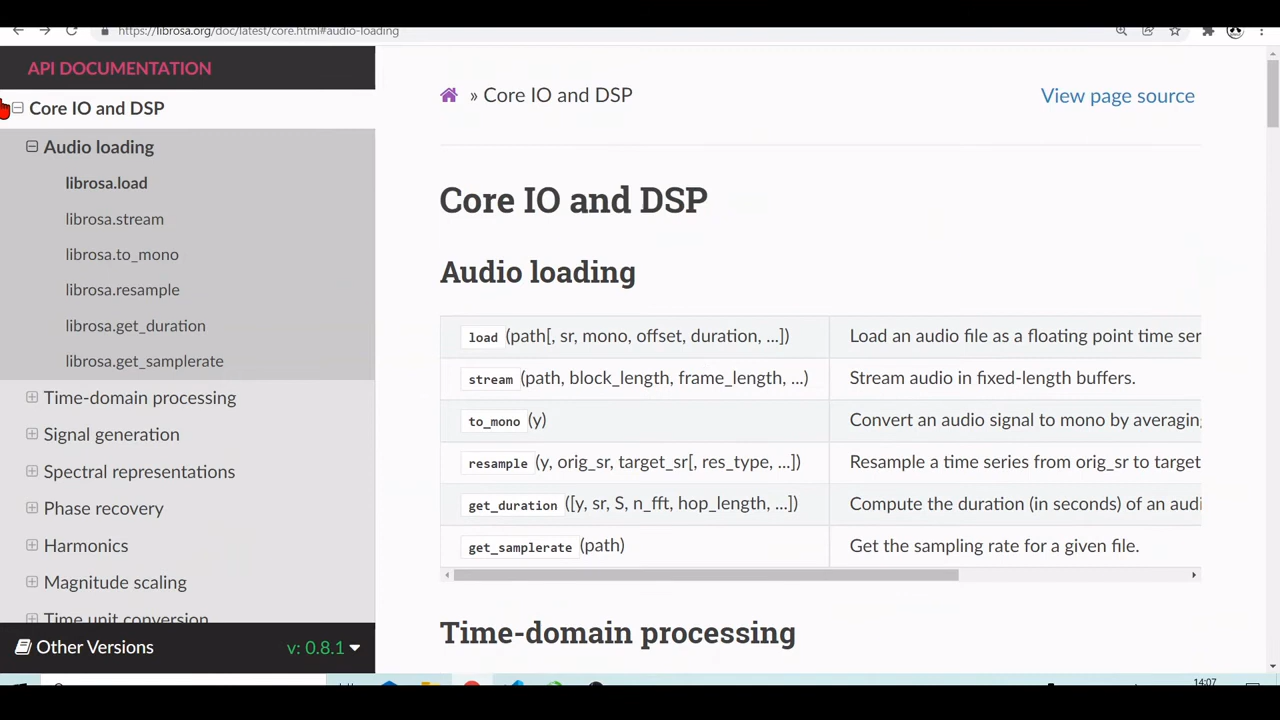 https://librosa.org/doc/latest/core.html#audio-loading
API DOCUMENTATION
Core IO and DSP
Audio loading
librosa.load
librosa.stream
librosa.to_mono
librosa.resample
librosa.get_duration
librosa.get_samplerate
Time-domain processing
Signal generation
Spectral representations
Phase recovery
Harmonics
Magnitude scaling
Time unit conversion
Other Versions v: 0.8.1
» Core IO and DSP View page source
Core IO and DSP
Audio loading
load (path[, sr, mono, offset, duration, ...]) Load an audio file as a floating point time ser
stream (path, block_length, frame_length, ...) Stream audio in fixed-length buffers.
to_mono (y) Convert an audio signal to mono by averaging
resample (y, orig_sr, target_sr[, res_type, ...]) Resample a time series from orig_sr to target
get_duration ([y, sr, S, n_fft, hop_length, ...]) Compute the duration (in seconds) of an audi
get_samplerate (path) Get the sampling rate for a given file.
Time-domain processing
14:07